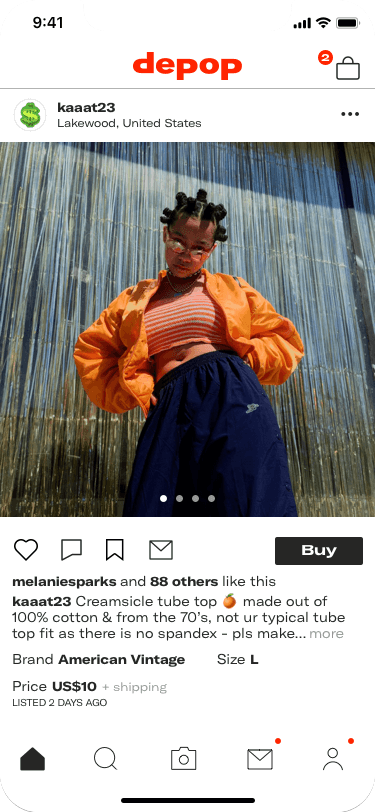 9:41
depop
2
kaaat23
Lakewood, United States
Buy
melaniesparks and 88 others like this
kaaat23 Creamsicle tube top 🍊 made out of
100% cotton & from the 70’s, not ur typical tube
top fit as there is no spandex - pls make... more
Brand American Vintage Size L
Price US$10 + shipping
LISTED 2 DAYS AGO